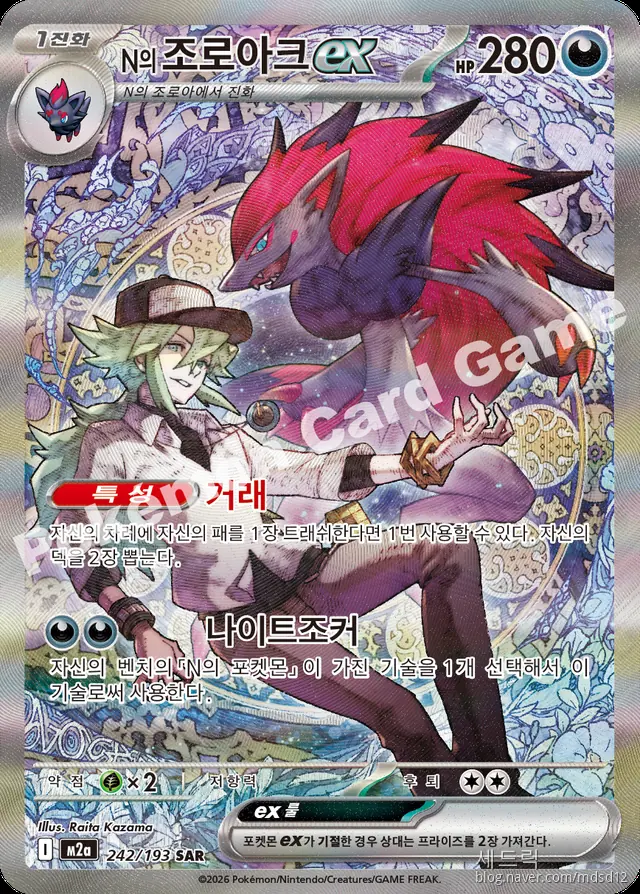 1진화
N의 조로아크 ex HP 280
N의 조로아에서 진화
Pokémon Card Game
특성 거래
자신의 차례에 자신의 패를 1장 트래쉬한다면 1번 사용할 수 있다. 자신의
덱을 2장 뽑는다.
나이트조커
자신의 벤치의 「N의 포켓몬」이 가진 기술을 1개 선택해서 이
기술로써 사용한다.
약점 ×2 저항력 후퇴
ex 룰
포켓몬 ex가 기절한 경우 상대는 프라이즈를 2장 가져간다.
Illus. Raita Kazama
I m2a 242/193 SAR
세드릭
blog.naver.com/mdsd12
©2026 Pokémon/Nintendo/Creatures/GAME FREAK.